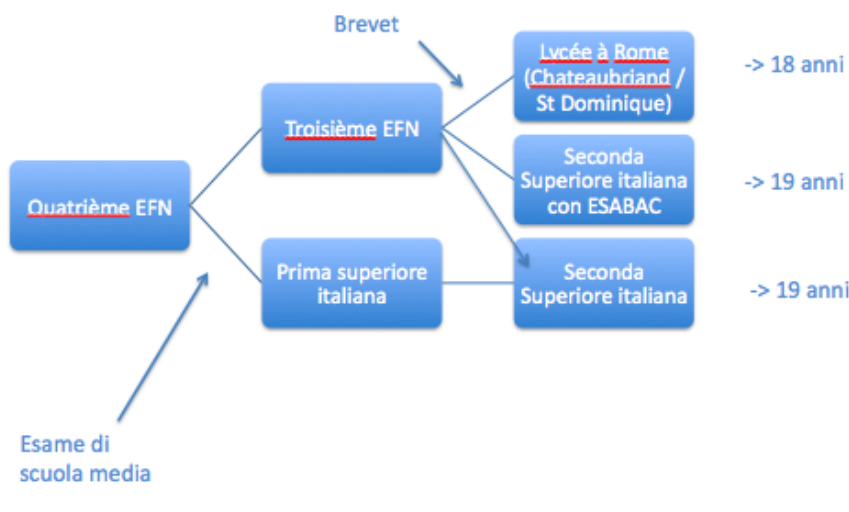 Brevet
Lycée à Rome
(Chateaubriand /
St Dominique)
-> 18 anni
Troisième EFN
Seconda
Superiore italiana
con ESABAC
-> 19 anni
Quatrième EFN
Prima superiore
italiana
Seconda
Superiore italiana
-> 19 anni
Esame di
scuola media